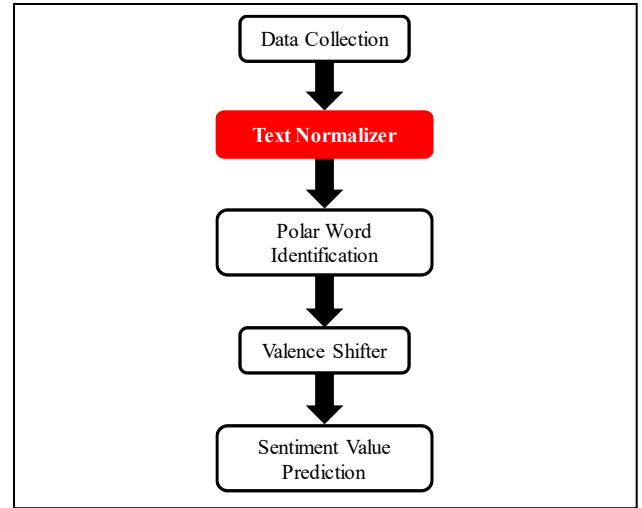 Data Collection
Text Normalizer
Polar Word
Identification
Valence Shifter
Sentiment Value
Prediction